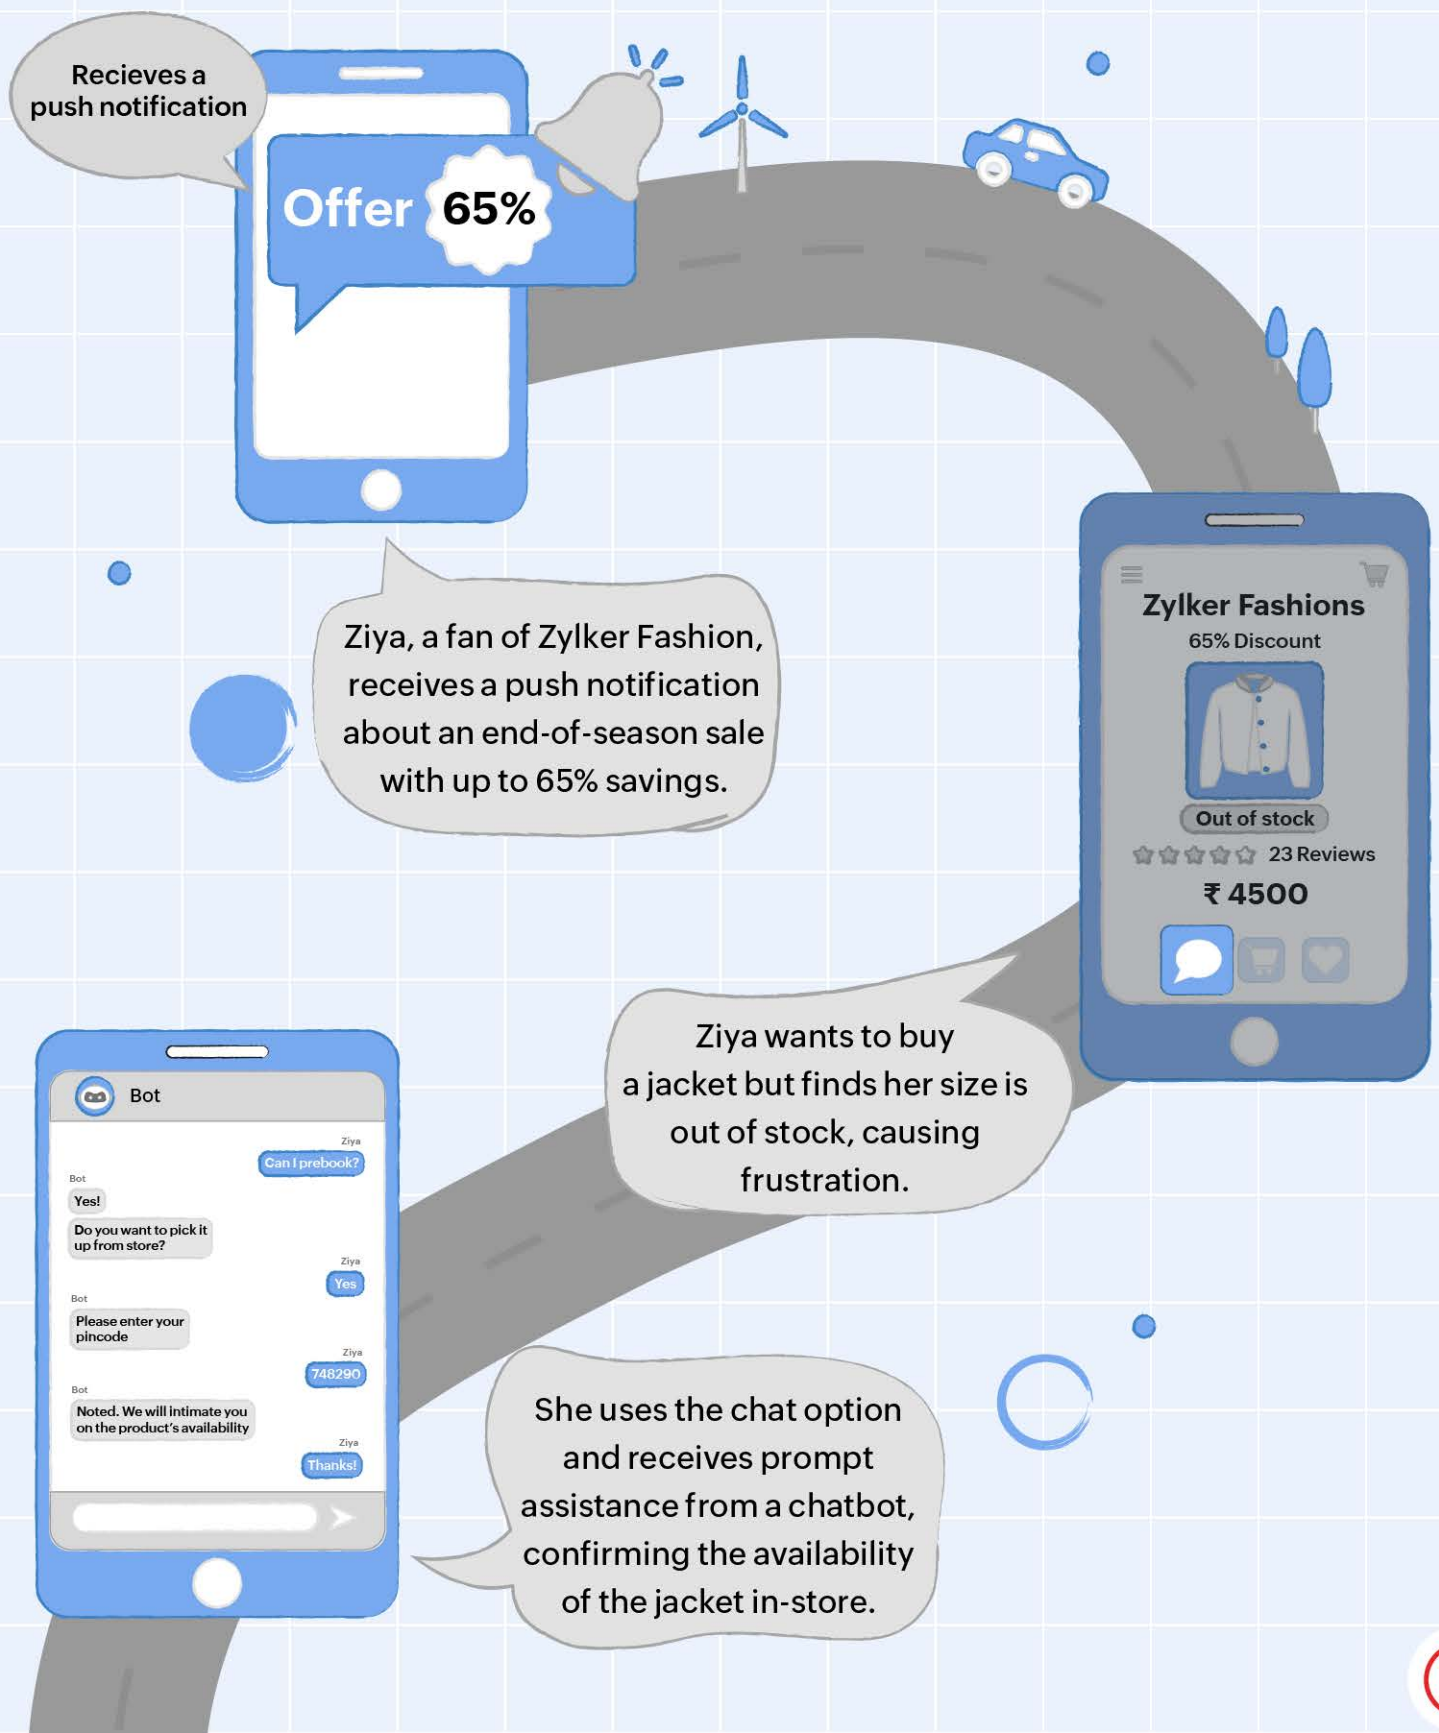 Recieves a
push notification
Offer 65%
Ziya, a fan of Zylker Fashion,
receives a push notification
about an end-of-season sale
with up to 65% savings.
Zylker Fashions
65% Discount
Out of stock
23 Reviews
₹ 4500
Ziya wants to buy
a jacket but finds her size is
out of stock, causing
frustration.
Bot
Ziya
Can I prebook?
Bot
Yes!
Do you want to pick it
up from store?
Ziya
Yes
Bot
Please enter your
pincode
Ziya
748290
Bot
Noted. We will intimate you
on the product's availability
Ziya
Thanks!
She uses the chat option
and receives prompt
assistance from a chatbot,
confirming the availability
of the jacket in-store.